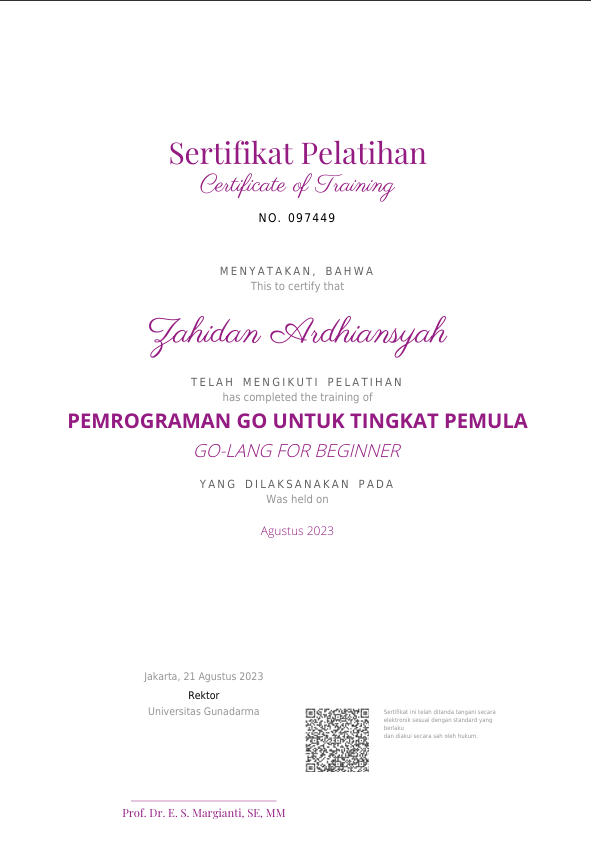 Sertifikat Pelatihan
Certificate of Training
NO. 097449
MENYATAKAN, BAHWA
This to certify that
Zahidan Ardhiansyah
TELAH MENGIKUTI PELATIHAN
has completed the training of
PEMROGRAMAN GO UNTUK TINGKAT PEMULA
GO-LANG FOR BEGINNER
YANG DILAKSANAKAN PADA
Was held on
Agustus 2023
Jakarta, 21 Agustus 2023
Rektor
Universitas Gunadarma
Sertifikat ini telah ditanda tangani secara
elektronik sesuai dengan standard yang
berlaku
dan diakui secara sah oleh hukum.
Prof. Dr. E. S. Margianti, SE, MM